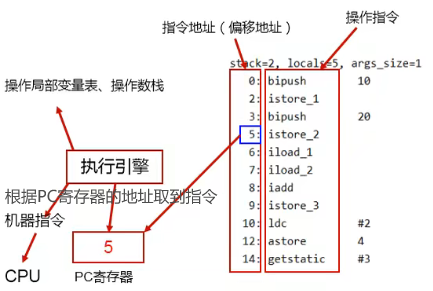 指令地址（偏移地址）
操作指令
stack=2, locals=5, args_size=1
0: bipush 10
2: istore_1
3: bipush 20
5: istore_2
6: iload_1
7: iload_2
8: iadd
9: istore_3
10: ldc #2
12: astore 4
14: getstatic #3
操作局部变量表、操作数栈
执行引擎
根据PC寄存器的地址取到指令
机器指令
5
CPU
PC寄存器